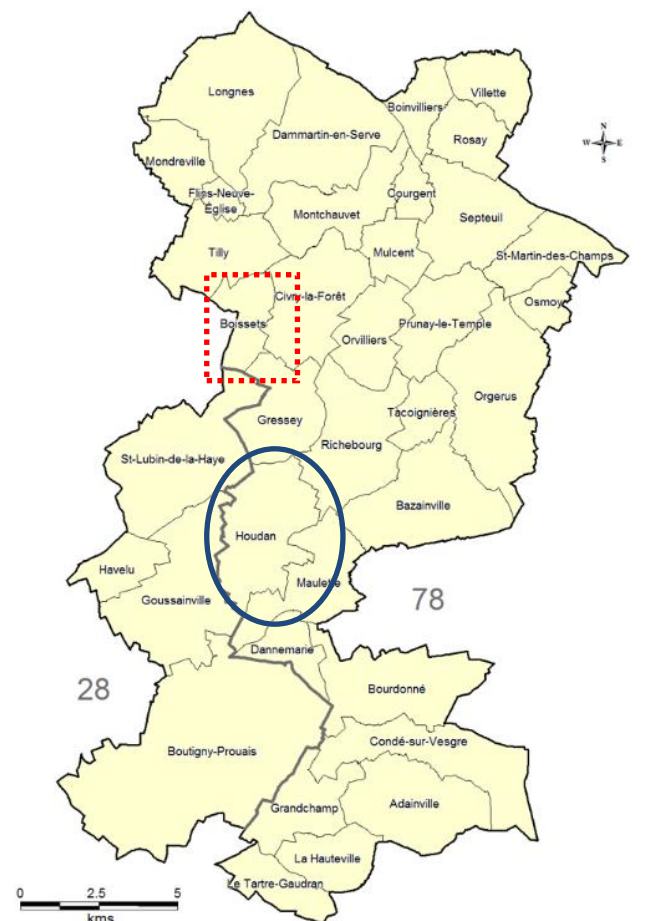 Longnes
Villette
Boinvilliers
Dammartin-en-Serve
Rosay
N
W E
S
Mondreville
Flins-Neuve-
Église
Courgent
Montchauvet
Septeuil
Tilly
Mulcent
St-Martin-des-Champs
Civry-la-Forêt
Osmoy
Boissets
Prunay-le-Temple
Orvilliers
Orgerus
Tacoignières
Gressey
Richebourg
St-Lubin-de-la-Haye
Bazainville
Houdan
Havelu
Maulette
Goussainville
78
Dannemarie
28
Bourdonné
Condé-sur-Vesgre
Boutigny-Prouais
Adainville
Grandchamp
La Hauteville
Le Tartre-Gaudran
0 2.5 5
kms